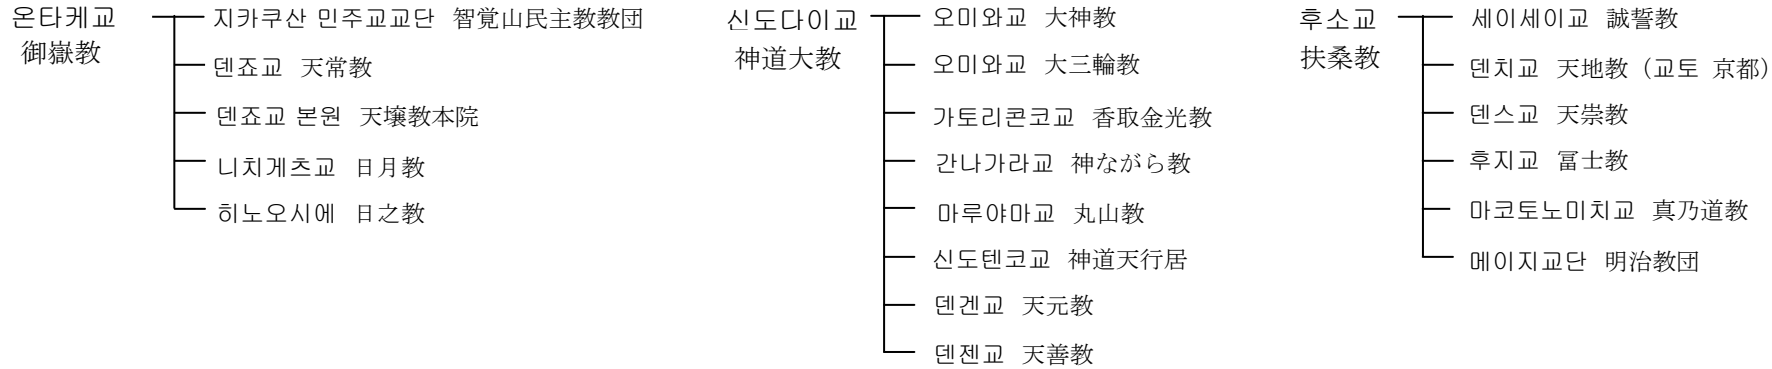 온타케교
御嶽教
지카쿠산 민주교교단 智覚山民主教教団
덴죠교 天常教
덴죠교 본원 天壌教本院
니치게츠교 日月教
히노오시에 日之教
신도다이교
神道大教
오미와교 大神教
오미와교 大三輪教
가토리콘코교 香取金光教
간나가라교 神ながら教
마루야마교 丸山教
신도텐코교 神道天行居
덴겐교 天元教
덴젠교 天善教
후소교
扶桑教
세이세이교 誠誓教
덴치교 天地教 (교토 京都)
덴스교 天崇教
후지교 冨士教
마코토노미치교 真乃道教
메이지교단 明治教団